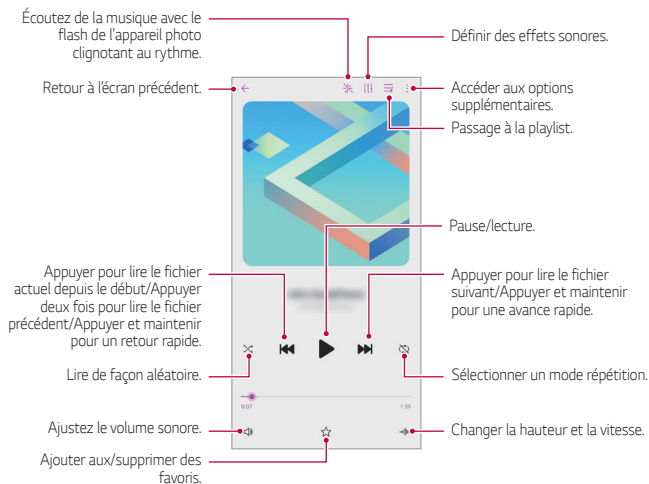 Écoutez de la musique avec le
flash de l'appareil photo
clignotant au rythme.
Définir des effets sonores.
Retour à l'écran précédent.
Accéder aux options
supplémentaires.
Passage à la playlist.
Pause/lecture.
Appuyer pour lire le fichier
actuel depuis le début/Appuyer
deux fois pour lire le fichier
précédent/Appuyer et maintenir
pour un retour rapide.
Appuyer pour lire le fichier
suivant/Appuyer et maintenir
pour une avance rapide.
Lire de façon aléatoire.
Sélectionner un mode répétition.
8:07
1:59
Ajustez le volume sonore.
Changer la hauteur et la vitesse.
Ajouter aux/supprimer des
favoris.